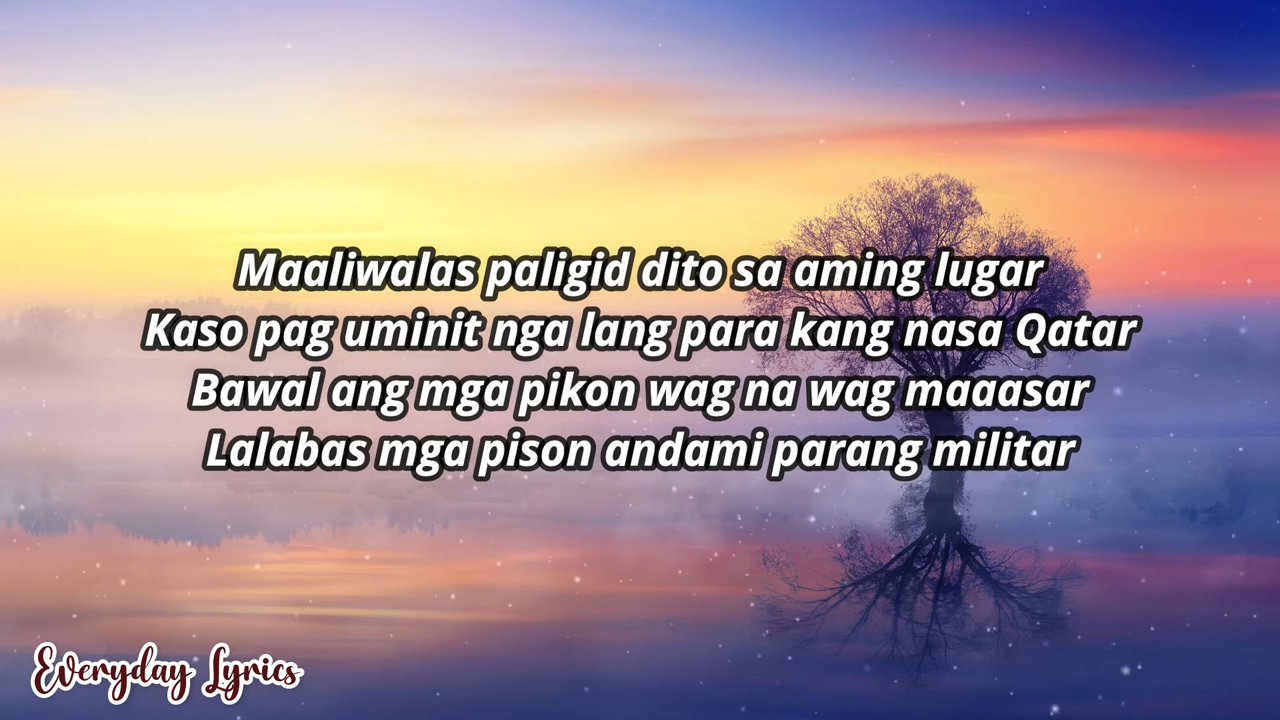 Maaliwalas paligid dito sa aming lugar
Kaso pag uminit nga lang para kang nasa Qatar
Bawal ang mga pikon wag na wag maaasar
Lalabas mga pison andami parang militar
Everyday Lyrics